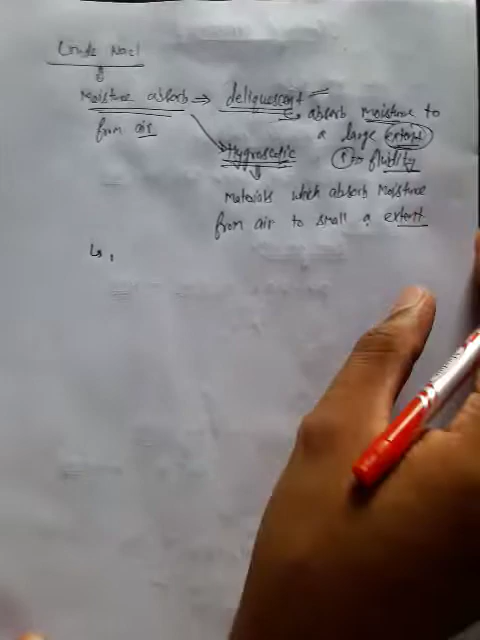 Crude Nacl
Moisture absorb → deliquescent
from air
↳ absorb moisture to
a large extent
↑ fluidity
Hygroscopic
Materials which absorb Moisture
from air to small a extent
↳